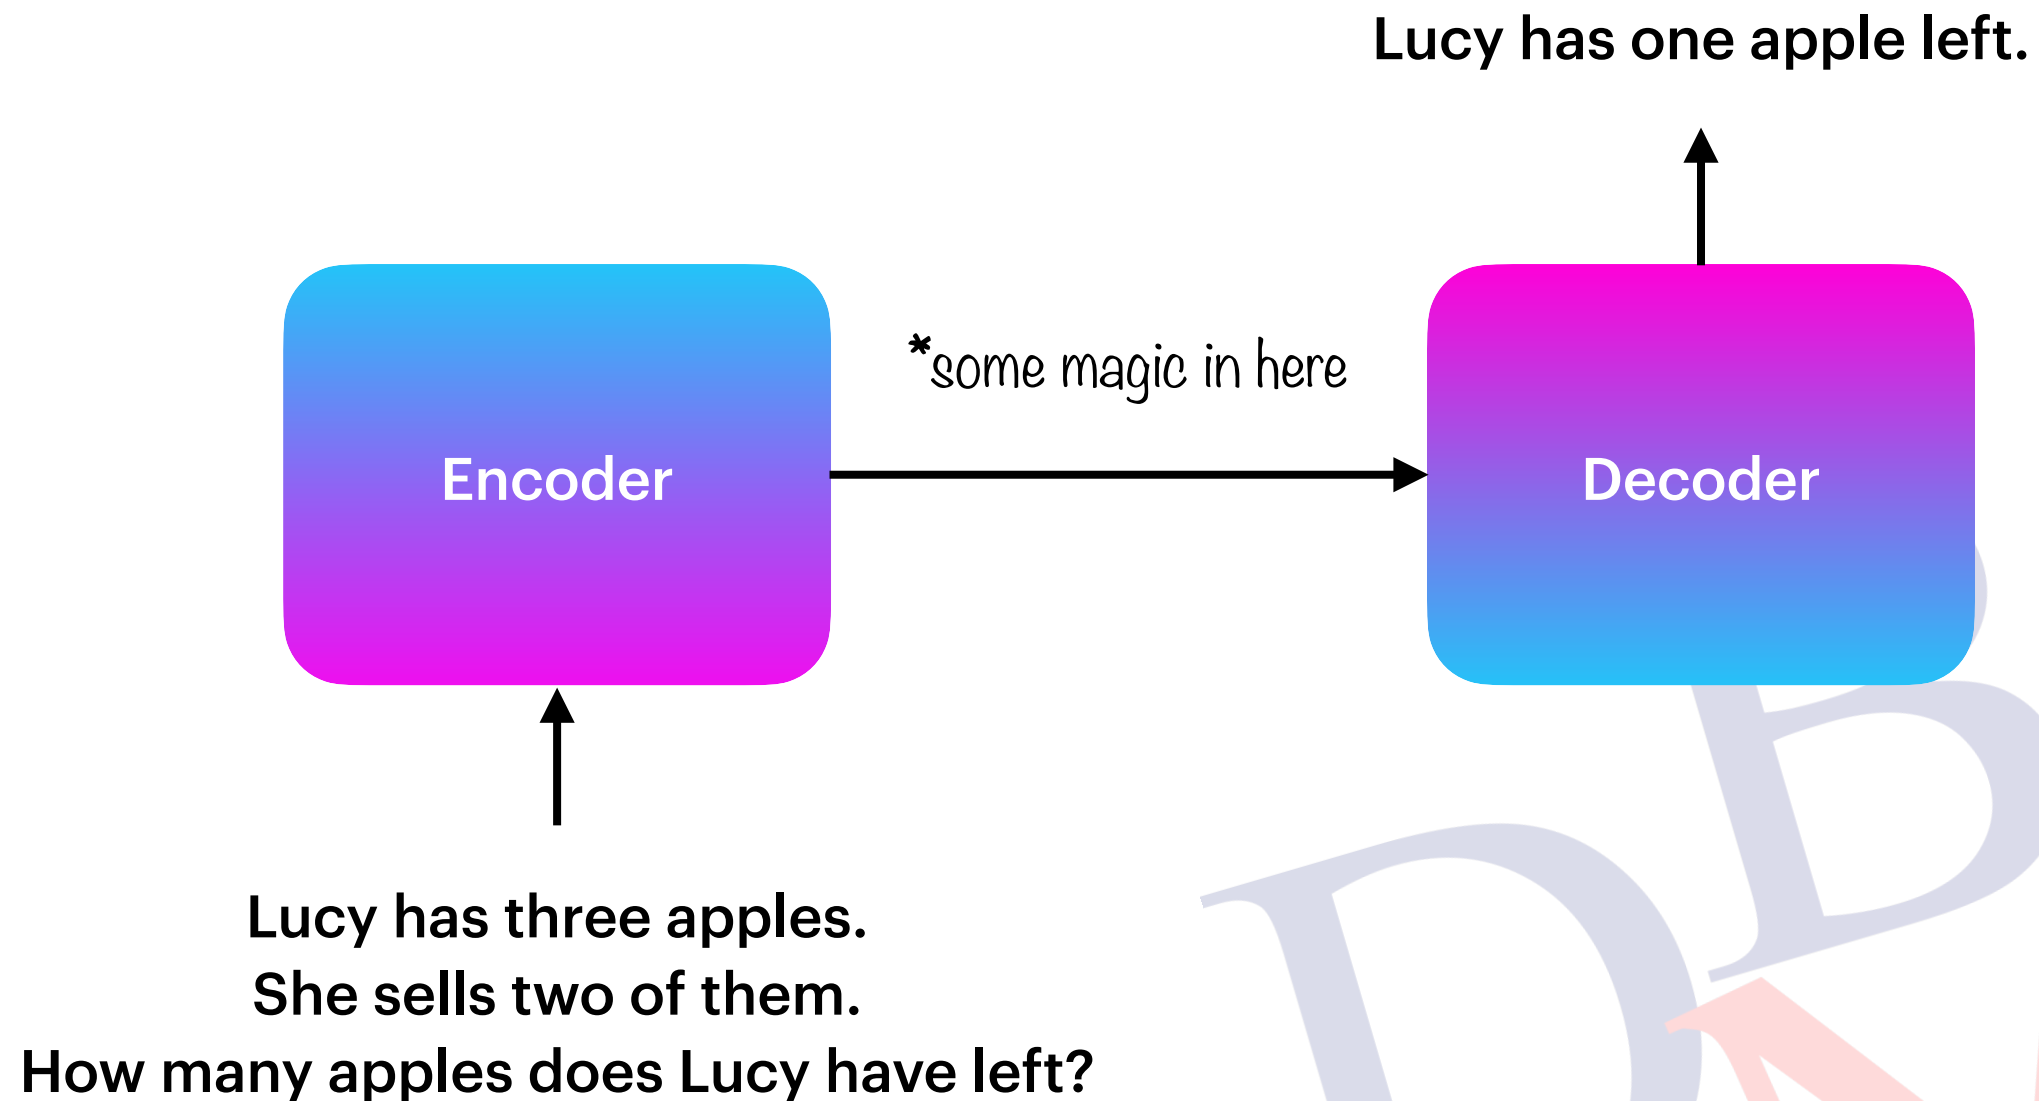 Lucy has one apple left.
*some magic in here
Encoder
Decoder
Lucy has three apples.
She sells two of them.
How many apples does Lucy have left?
D
B